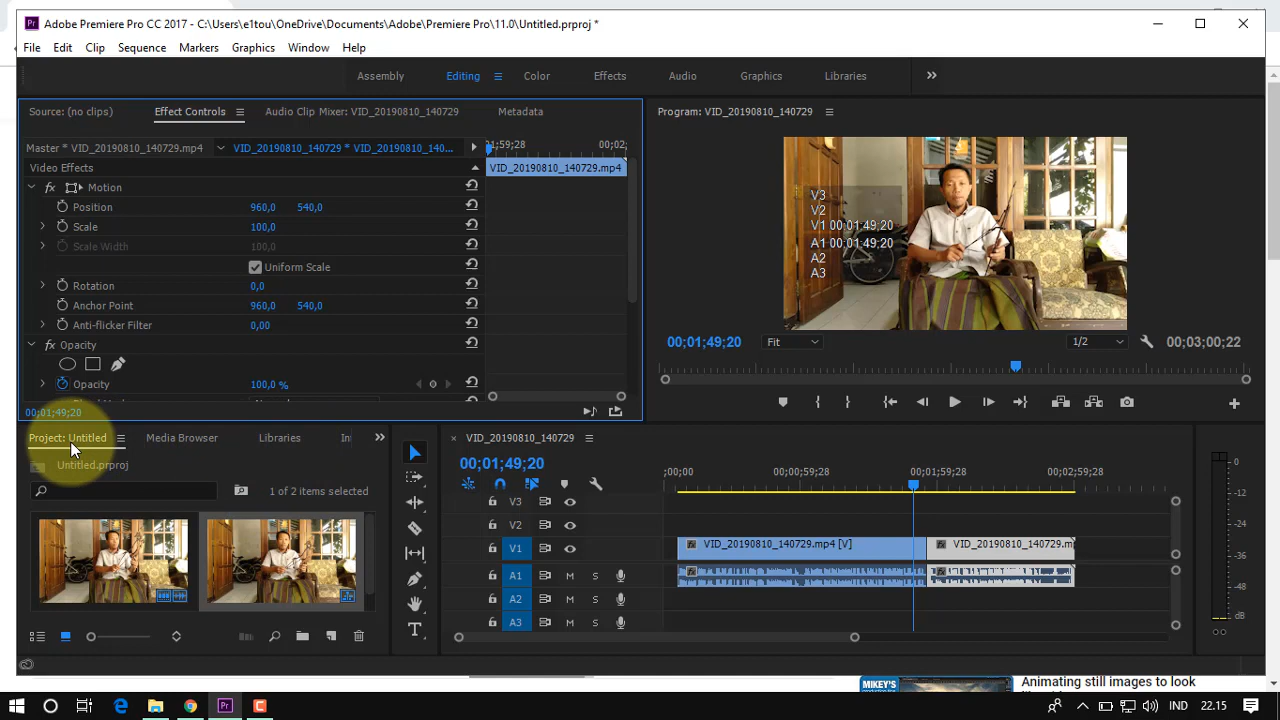 Adobe Premiere Pro CC 2017 - C:\Users\e1tou\OneDrive\Documents\Adobe\Premiere Pro\11.0\Untitled.prproj *
File Edit Clip Sequence Markers Graphics Window Help
Assembly Editing Color Effects Audio Graphics Libraries
Source: (no clips) Effect Controls Audio Clip Mixer: VID_20190810_140729 Metadata
Master * VID_20190810_140729.mp4 VID_20190810_140729 * VID_20190810_140...
1;59;28 00;02;
Video Effects
VID_20190810_140729.mp4
fx Motion
Position 960,0 540,0
Scale 100,0
Scale Width 100,0
Uniform Scale
Rotation 0,0
Anchor Point 960,0 540,0
Anti-flicker Filter 0,00
fx Opacity
Opacity 100,0 %
00;01;49;20
Program: VID_20190810_140729
V3
V2
V1 00:01:49;20
A1 00:01:49;20
A2
A3
00;01;49;20 Fit 1/2 00;03;00;22
Project: Untitled Media Browser Libraries In
Untitled.prproj
1 of 2 items selected
VID_20190810_140729
00;01;49;20
;00;00 00;00;59;28 00;01;59;28 00;02;59;28
V3
V2
V1 fx VID_20190810_140729.mp4 [V] fx VID_20190810_140729.m
A1 M S fx fx
A2 M S
A3 M S
0
-12
-24
-36
-48
dB
MIKEY'S
Animating still images to look
IND 22.15